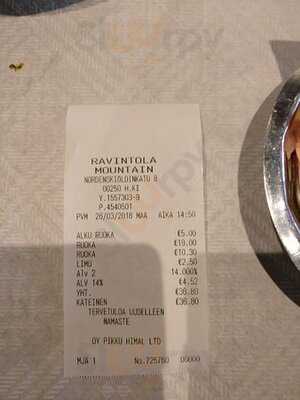 RAVINTOLA
MOUNTAIN
NORDENSKIÖLDINKATU 8
00250 H.KI
Y.1557303-9
P.4540501
PVM 26/03/2018 MAA AIKA 14:50
ALKU RUOKA €5.00
RUOKA €19.00
RUOKA €10.30
LIMU €2.50
Alv 2 14.000%
ALV 14% €4.52
YHT. €36.80
KATEINEN €36.80
TERVETULOA UUDELLEEN
NAMASTE
OY PIKKU HIMAL LTD
MJA 1 No.725760 00000